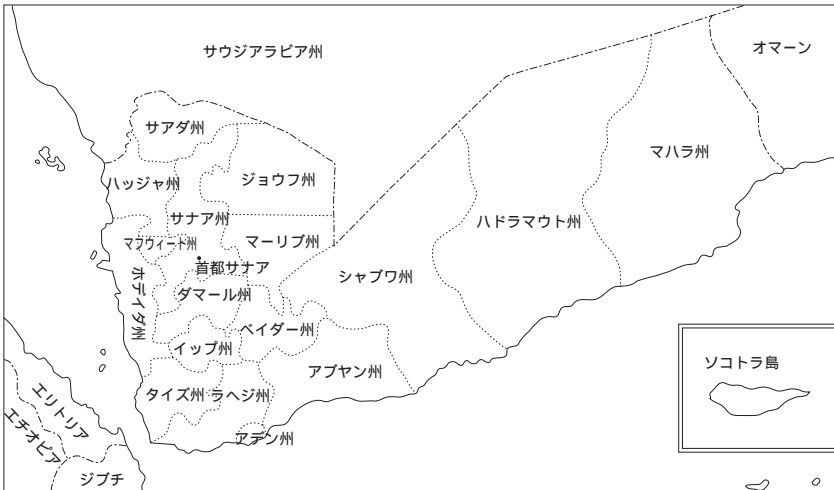 サウジアラビア州
オマーン
サアダ州
マハラ州
ハッジャ州
ジョウフ州
サナア州
ハドラマウト州
マフウィート州
マーリブ州
首都サナア
シャブワ州
ホデイダ州
ダマール州
ベイダー州
イッブ州
アブヤン州
ソコトラ島
タイズ州
ラヘジ州
エリトリア
エチオピア
アデン州
ジブチ